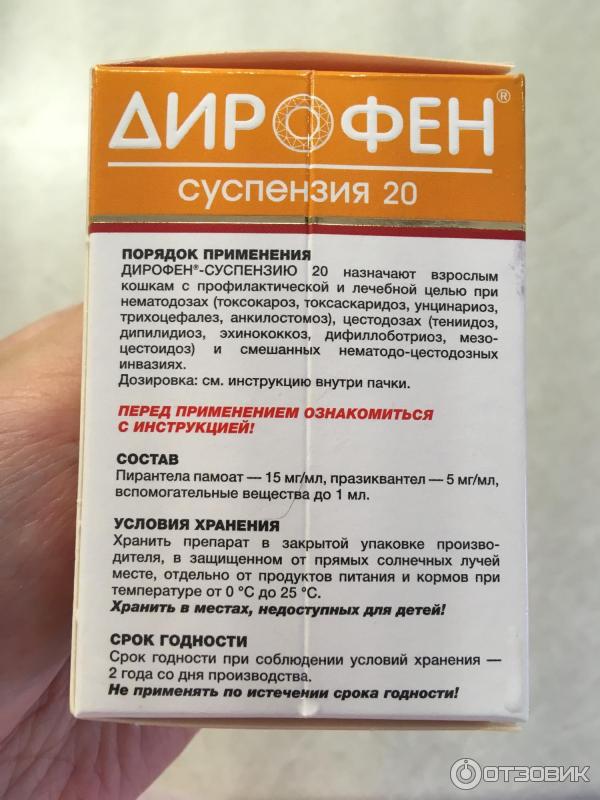 ДИРОФЕН®
суспензия 20
ПОРЯДОК ПРИМЕНЕНИЯ
ДИРОФЕН®-СУСПЕНЗИЮ 20 назначают взрослым
кошкам с профилактической и лечебной целью при
нематодозах (токсокароз, токсаскаридоз, унцинариоз,
трихоцефалез, анкилостомоз), цестодозах (тениидоз,
дипилидиоз, эхинококкоз, дифиллоботриоз, мезо-
цестоидоз) и смешанных нематодо-цестодозных
инвазиях.
Дозировка: см. инструкцию внутри пачки.
ПЕРЕД ПРИМЕНЕНИЕМ ОЗНАКОМИТЬСЯ
С ИНСТРУКЦИЕЙ!
СОСТАВ
Пирантела памоат — 15 мг/мл, празиквантел — 5 мг/мл,
вспомогательные вещества до 1 мл.
УСЛОВИЯ ХРАНЕНИЯ
Хранить препарат в закрытой упаковке произво-
дителя, в защищенном от прямых солнечных лучей
месте, отдельно от продуктов питания и кормов при
температуре от 0 °С до 25 °С.
Хранить в местах, недоступных для детей!
СРОК ГОДНОСТИ
Срок годности при соблюдении условий хранения —
2 года со дня производства.
Не применять по истечении срока годности!
ОТЗОВИК